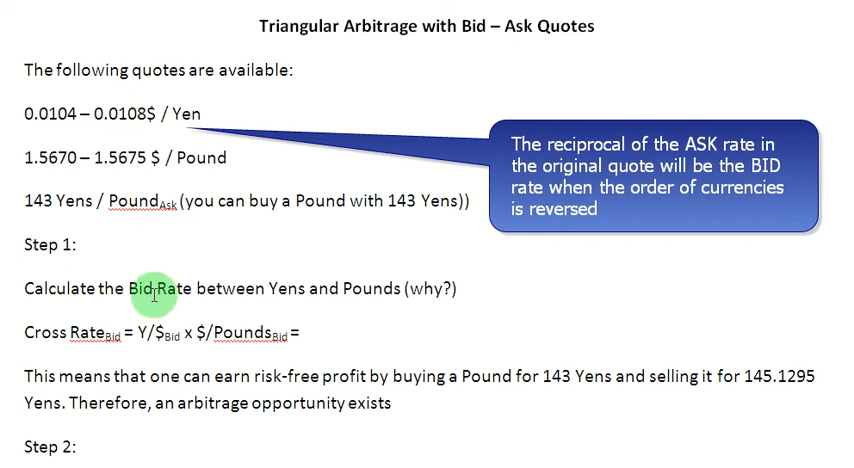 Triangular Arbitrage with Bid – Ask Quotes
The following quotes are available:
0.0104 – 0.0108$ / Yen
1.5670 – 1.5675 $ / Pound
The reciprocal of the ASK rate in
the original quote will be the BID
rate when the order of currencies
is reversed
143 Yens / PoundAsk (you can buy a Pound with 143 Yens))
Step 1:
Calculate the Bid Rate between Yens and Pounds (why?)
Cross RateBid = Y/$Bid x $/PoundsBid =
This means that one can earn risk-free profit by buying a Pound for 143 Yens and selling it for 145.1295
Yens. Therefore, an arbitrage opportunity exists
Step 2: